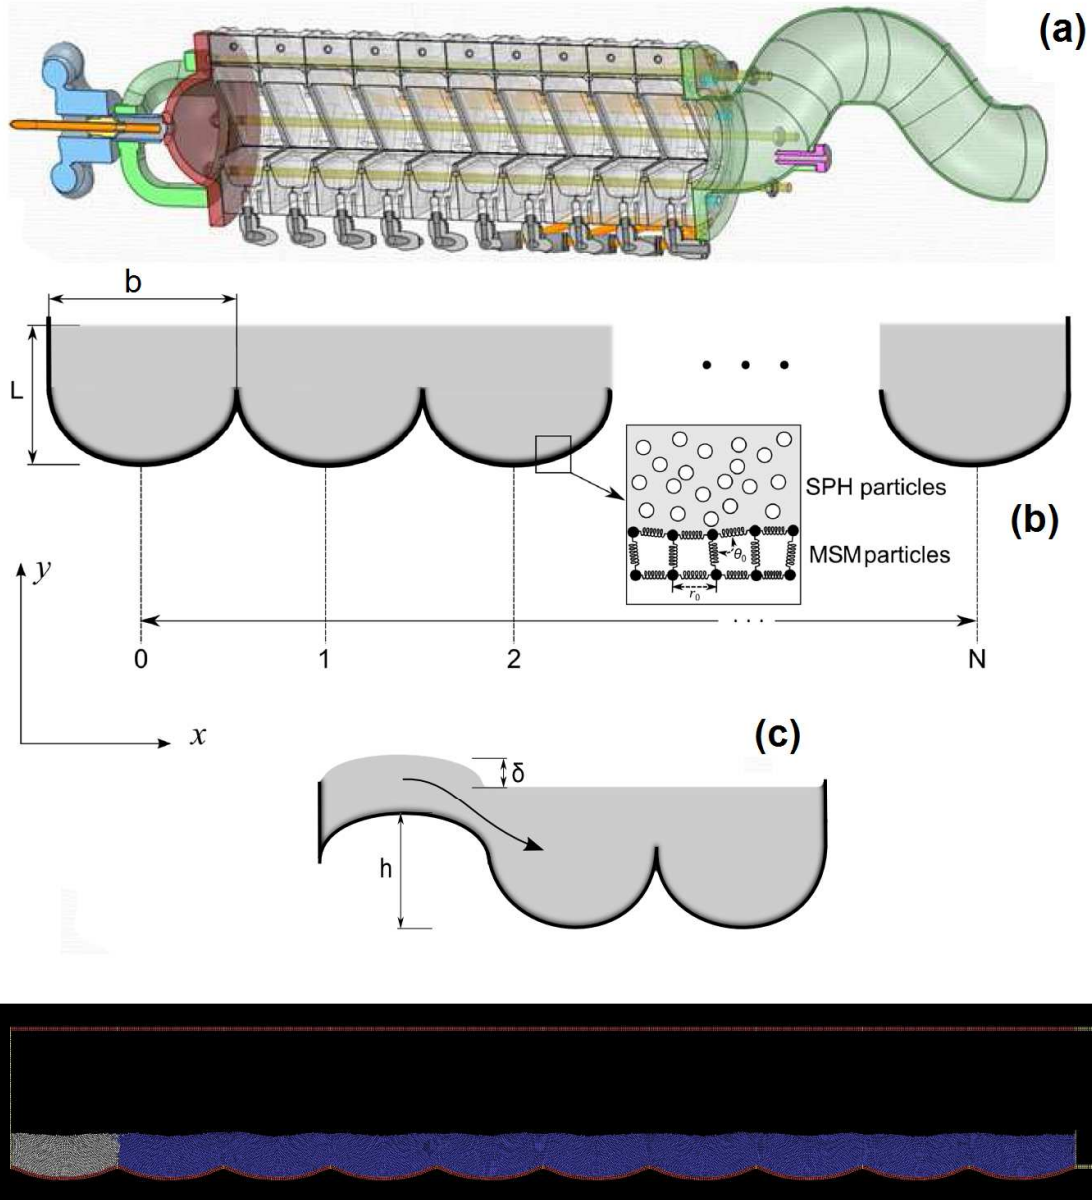 (a)
b
L
SPH particles
(b)
θ₀
MSM particles
r₀
y
0
1
2
N
x
(c)
δ
h